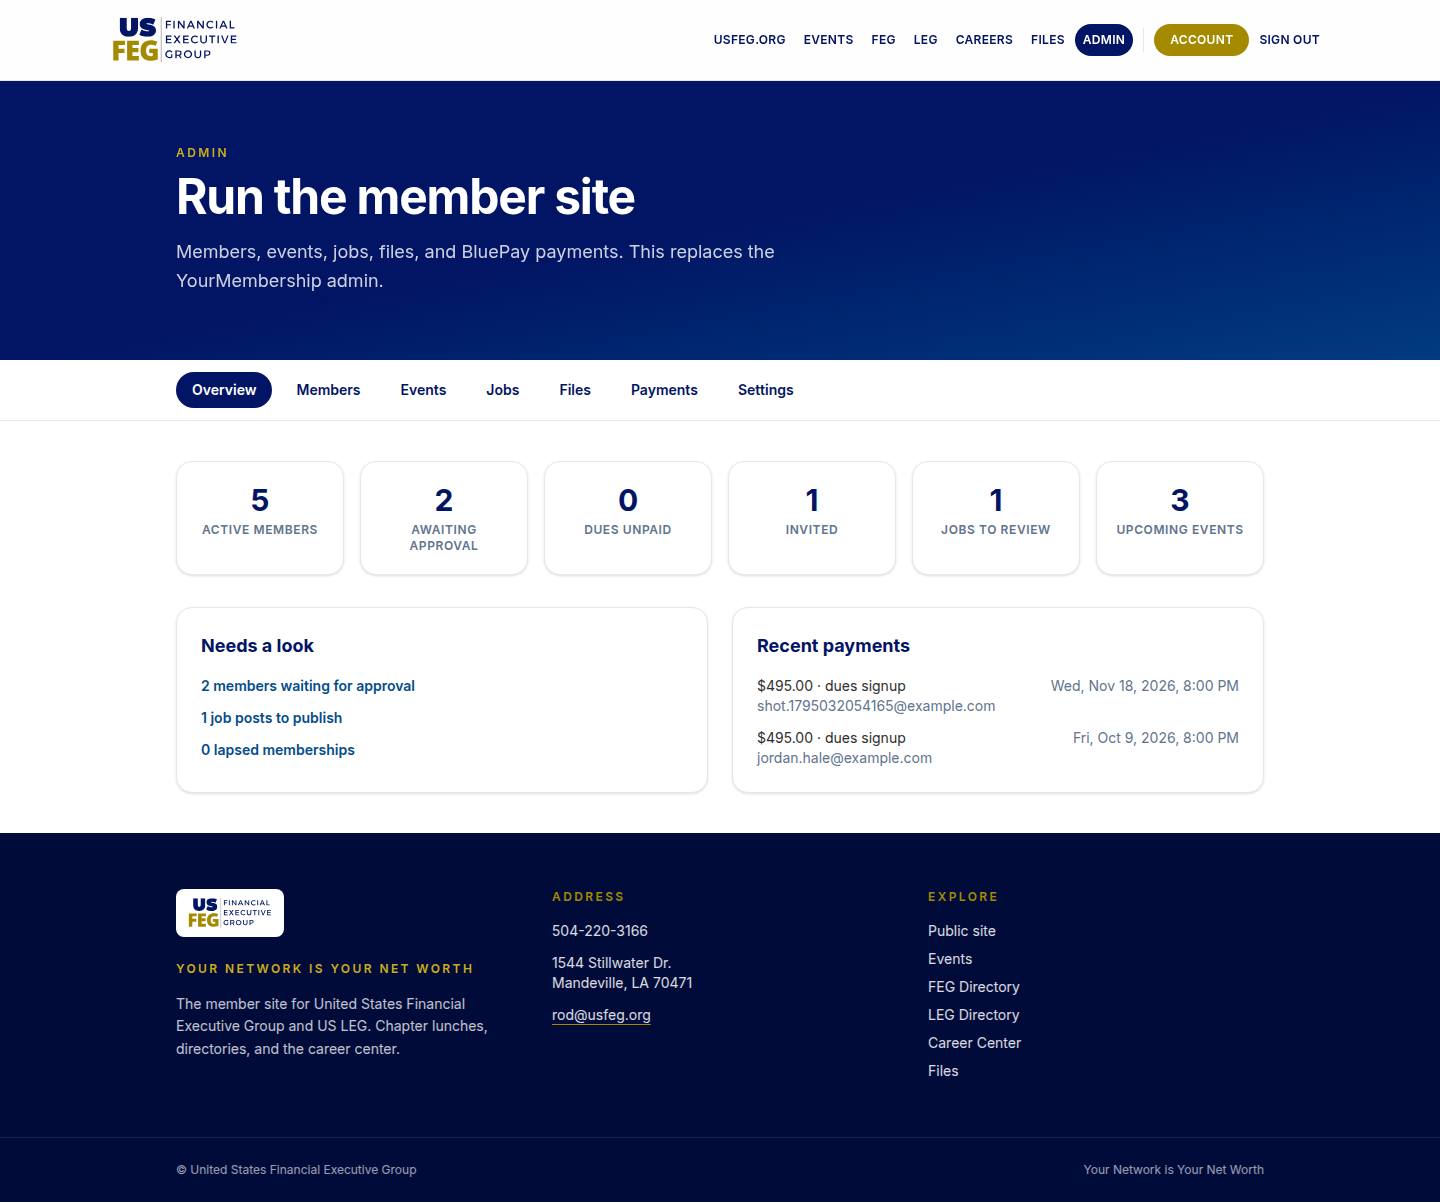 US FINANCIAL
EXECUTIVE
FEG GROUP
USFEG.ORG EVENTS FEG LEG CAREERS FILES ADMIN ACCOUNT SIGN OUT
ADMIN
Run the member site
Members, events, jobs, files, and BluePay payments. This replaces the
YourMembership admin.
Overview Members Events Jobs Files Payments Settings
5
ACTIVE MEMBERS
2
AWAITING
APPROVAL
0
DUES UNPAID
1
INVITED
1
JOBS TO REVIEW
3
UPCOMING EVENTS
Needs a look
2 members waiting for approval
1 job posts to publish
0 lapsed memberships
Recent payments
$495.00 · dues signup Wed, Nov 18, 2026, 8:00 PM
shot.1795032054165@example.com
$495.00 · dues signup Fri, Oct 9, 2026, 8:00 PM
jordan.hale@example.com
US FINANCIAL
EXECUTIVE
FEG GROUP
YOUR NETWORK IS YOUR NET WORTH
The member site for United States Financial
Executive Group and US LEG. Chapter lunches,
directories, and the career center.
ADDRESS
504-220-3166
1544 Stillwater Dr.
Mandeville, LA 70471
rod@usfeg.org
EXPLORE
Public site
Events
FEG Directory
LEG Directory
Career Center
Files
© United States Financial Executive Group
Your Network is Your Net Worth